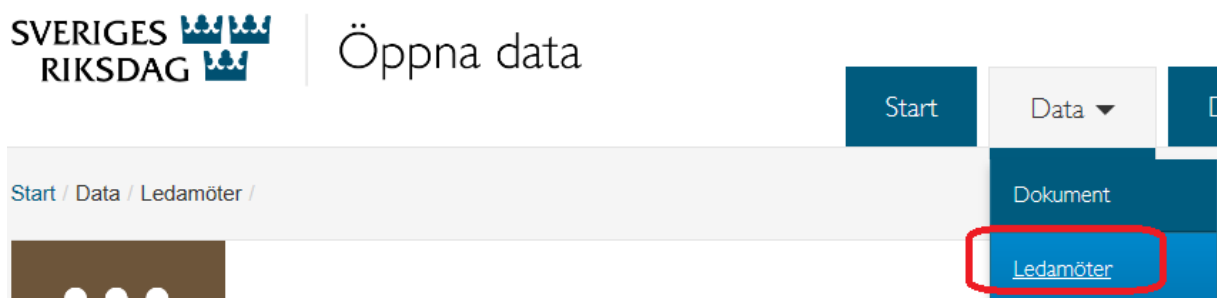 SVERIGES
RIKSDAG
Öppna data
Start
Data
Start / Data / Ledamöter /
Dokument
Ledamöter